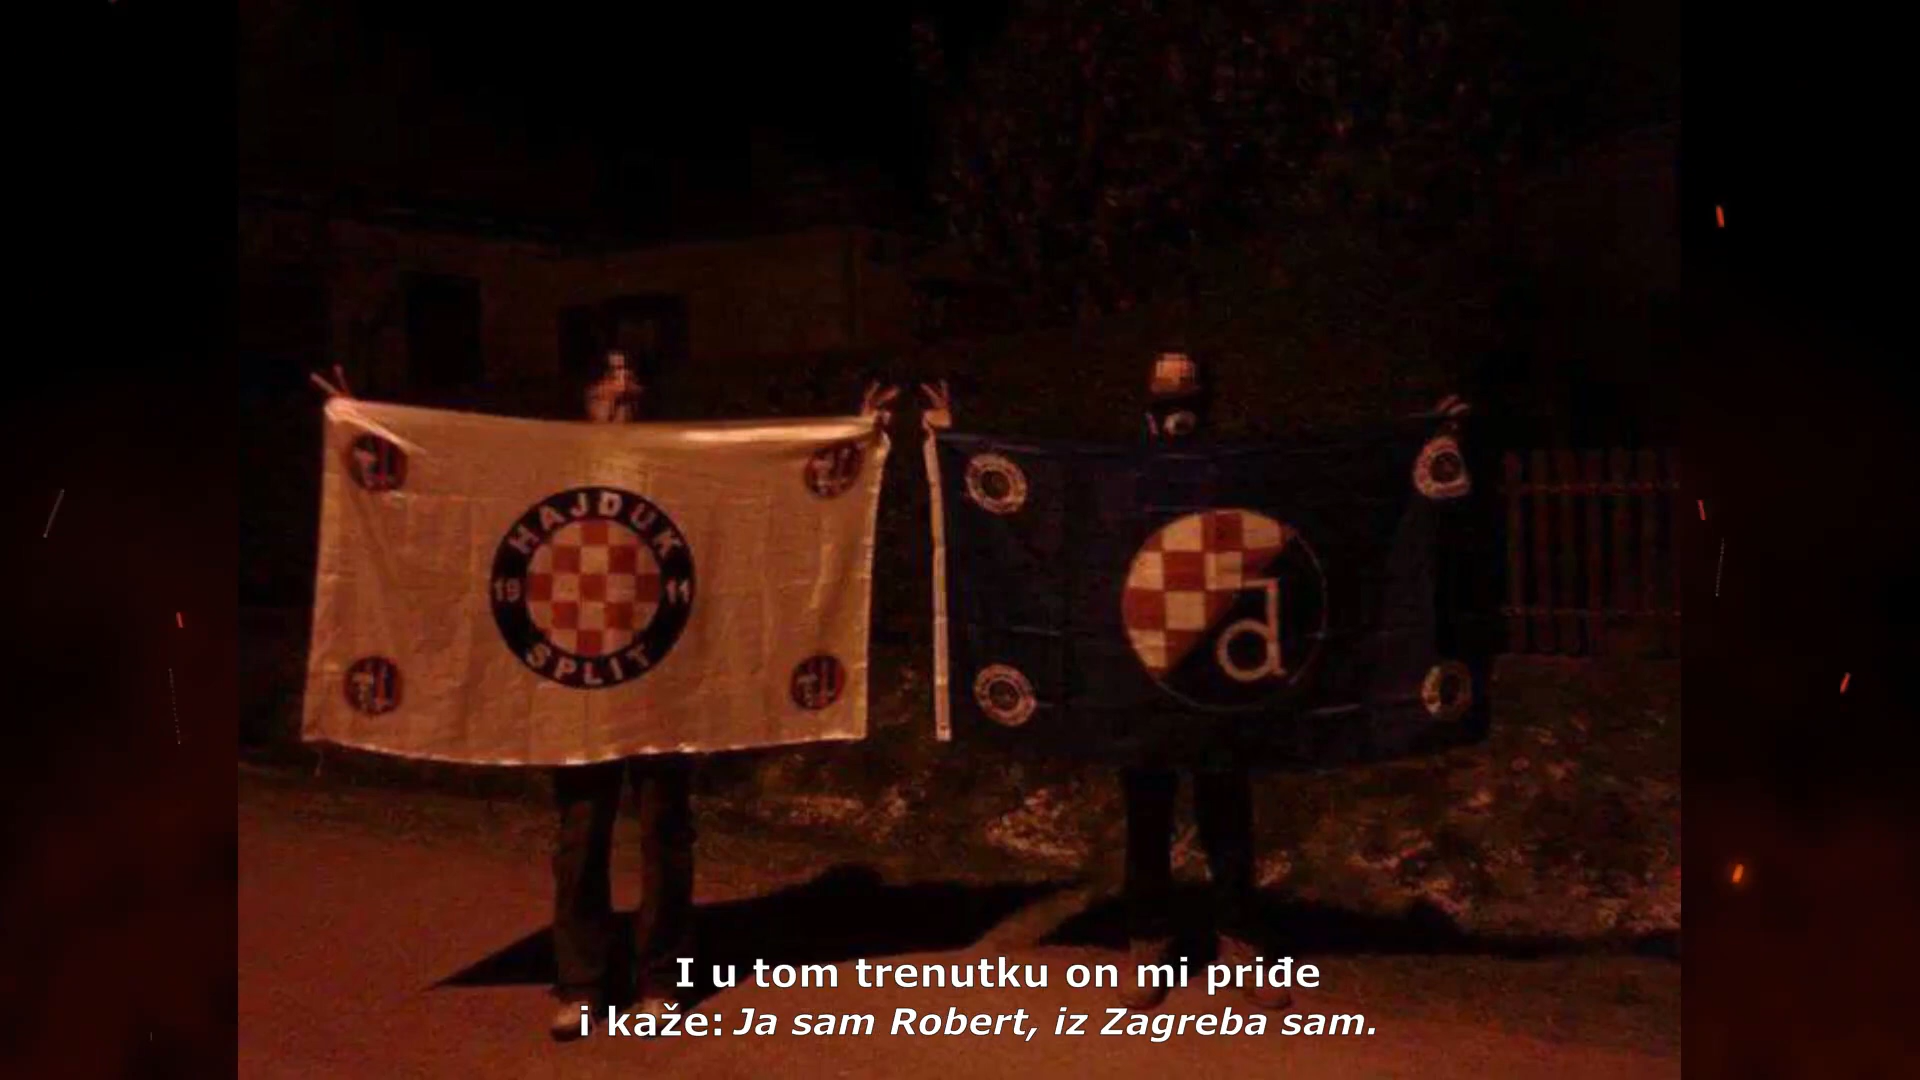 HAJDUK
19 11
SPLIT
d
I u tom trenutku on mi priđe
i kaže: Ja sam Robert, iz Zagreba sam.